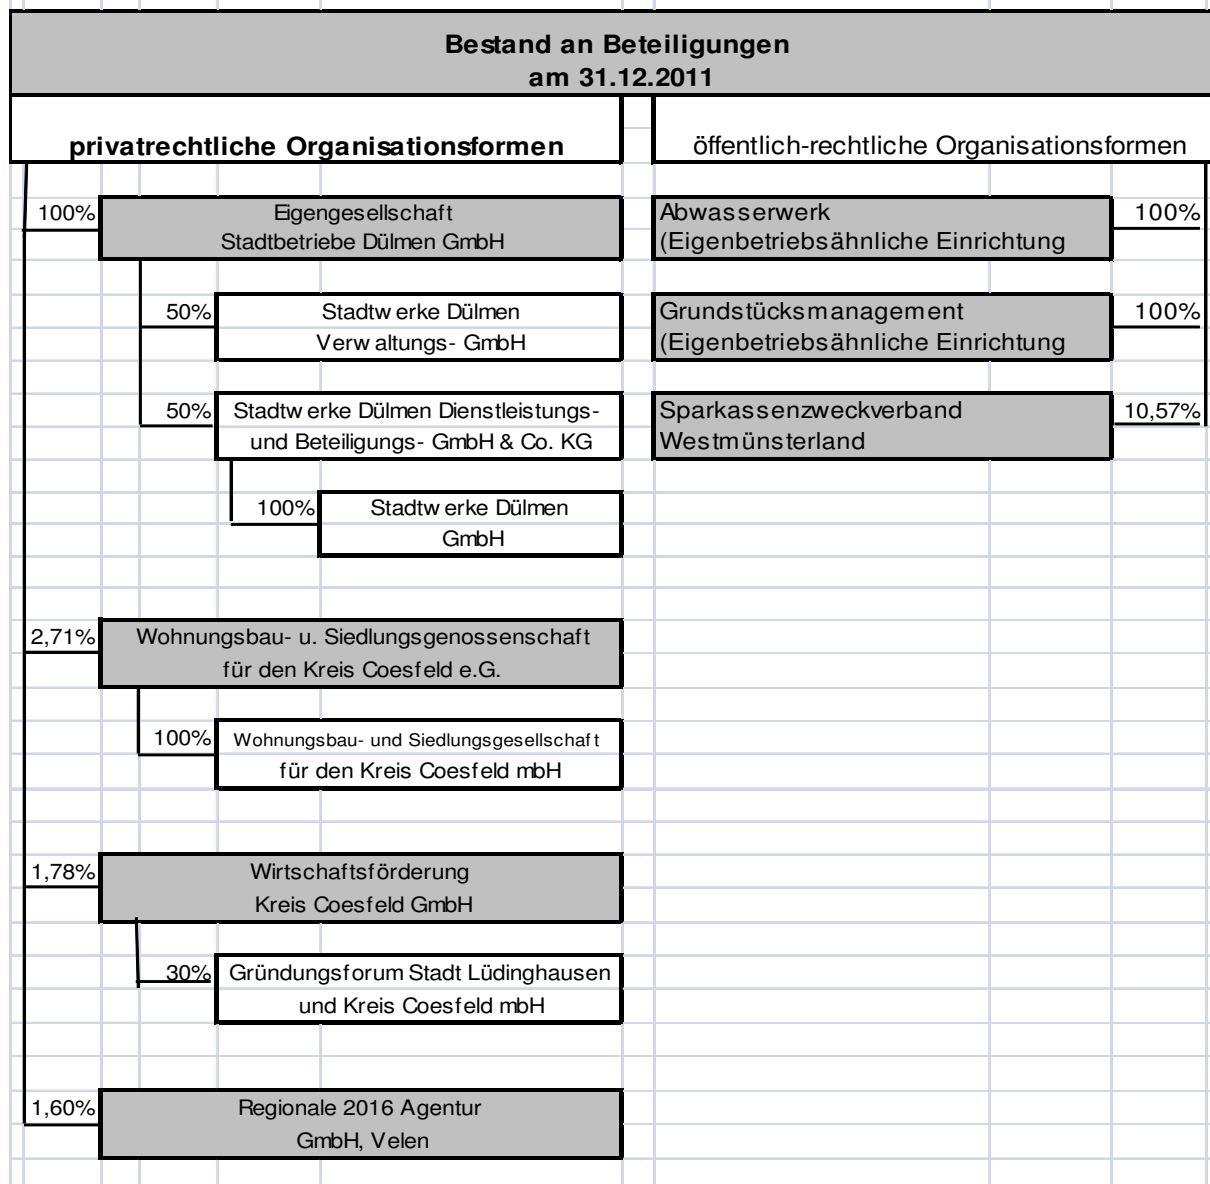 Bestand an Beteiligungen
am 31.12.2011
privatrechtliche Organisationsformen
öffentlich-rechtliche Organisationsformen
100%
Eigengesellschaft
Stadtbetriebe Dülmen GmbH
50%
Stadtwerke Dülmen
Verwaltungs- GmbH
50%
Stadtwerke Dülmen Dienstleistungs-
und Beteiligungs- GmbH & Co. KG
100%
Stadtwerke Dülmen
GmbH
2,71%
Wohnungsbau- u. Siedlungsgenossenschaft
für den Kreis Coesfeld e.G.
100%
Wohnungsbau- und Siedlungsgesellschaft
für den Kreis Coesfeld mbH
1,78%
Wirtschaftsförderung
Kreis Coesfeld GmbH
30%
Gründungsforum Stadt Lüdinghausen
und Kreis Coesfeld mbH
1,60%
Regionale 2016 Agentur
GmbH, Velen
Abwasserwerk
(Eigenbetriebsähnliche Einrichtung
100%
Grundstücksmanagement
(Eigenbetriebsähnliche Einrichtung
100%
Sparkassenzweckverband
Westmünsterland
10,57%